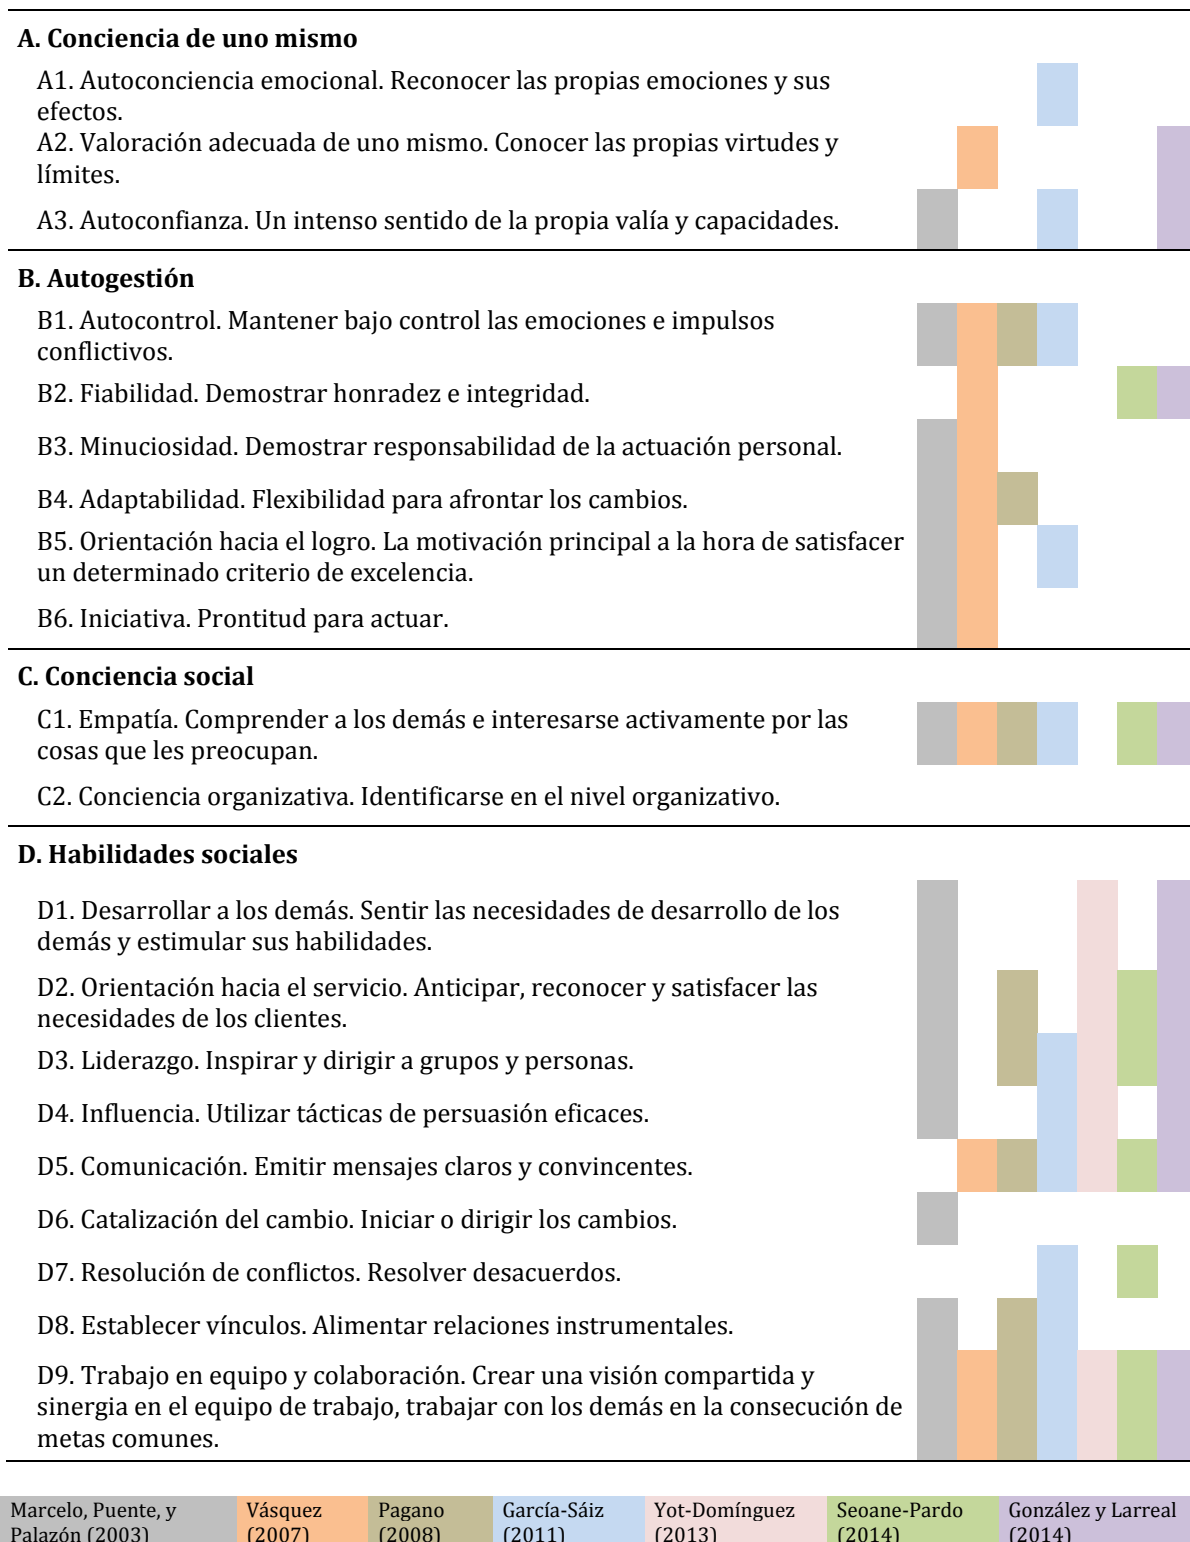 A. Conciencia de uno mismo
A1. Autoconciencia emocional. Reconocer las propias emociones y sus
efectos.
A2. Valoración adecuada de uno mismo. Conocer las propias virtudes y
límites.
A3. Autoconfianza. Un intenso sentido de la propia valía y capacidades.
B. Autogestión
B1. Autocontrol. Mantener bajo control las emociones e impulsos
conflictivos.
B2. Fiabilidad. Demostrar honradez e integridad.
B3. Minuciosidad. Demostrar responsabilidad de la actuación personal.
B4. Adaptabilidad. Flexibilidad para afrontar los cambios.
B5. Orientación hacia el logro. La motivación principal a la hora de satisfacer
un determinado criterio de excelencia.
B6. Iniciativa. Prontitud para actuar.
C. Conciencia social
C1. Empatía. Comprender a los demás e interesarse activamente por las
cosas que les preocupan.
C2. Conciencia organizativa. Identificarse en el nivel organizativo.
D. Habilidades sociales
D1. Desarrollar a los demás. Sentir las necesidades de desarrollo de los
demás y estimular sus habilidades.
D2. Orientación hacia el servicio. Anticipar, reconocer y satisfacer las
necesidades de los clientes.
D3. Liderazgo. Inspirar y dirigir a grupos y personas.
D4. Influencia. Utilizar tácticas de persuasión eficaces.
D5. Comunicación. Emitir mensajes claros y convincentes.
D6. Catalización del cambio. Iniciar o dirigir los cambios.
D7. Resolución de conflictos. Resolver desacuerdos.
D8. Establecer vínculos. Alimentar relaciones instrumentales.
D9. Trabajo en equipo y colaboración. Crear una visión compartida y
sinergia en el equipo de trabajo, trabajar con los demás en la consecución de
metas comunes.
Marcelo, Puente, y
Palazón (2003)
Vásquez
(2007)
Pagano
(2008)
García-Sáiz
(2011)
Yot-Domínguez
(2013)
Seoane-Pardo
(2014)
González y Larreal
(2014)